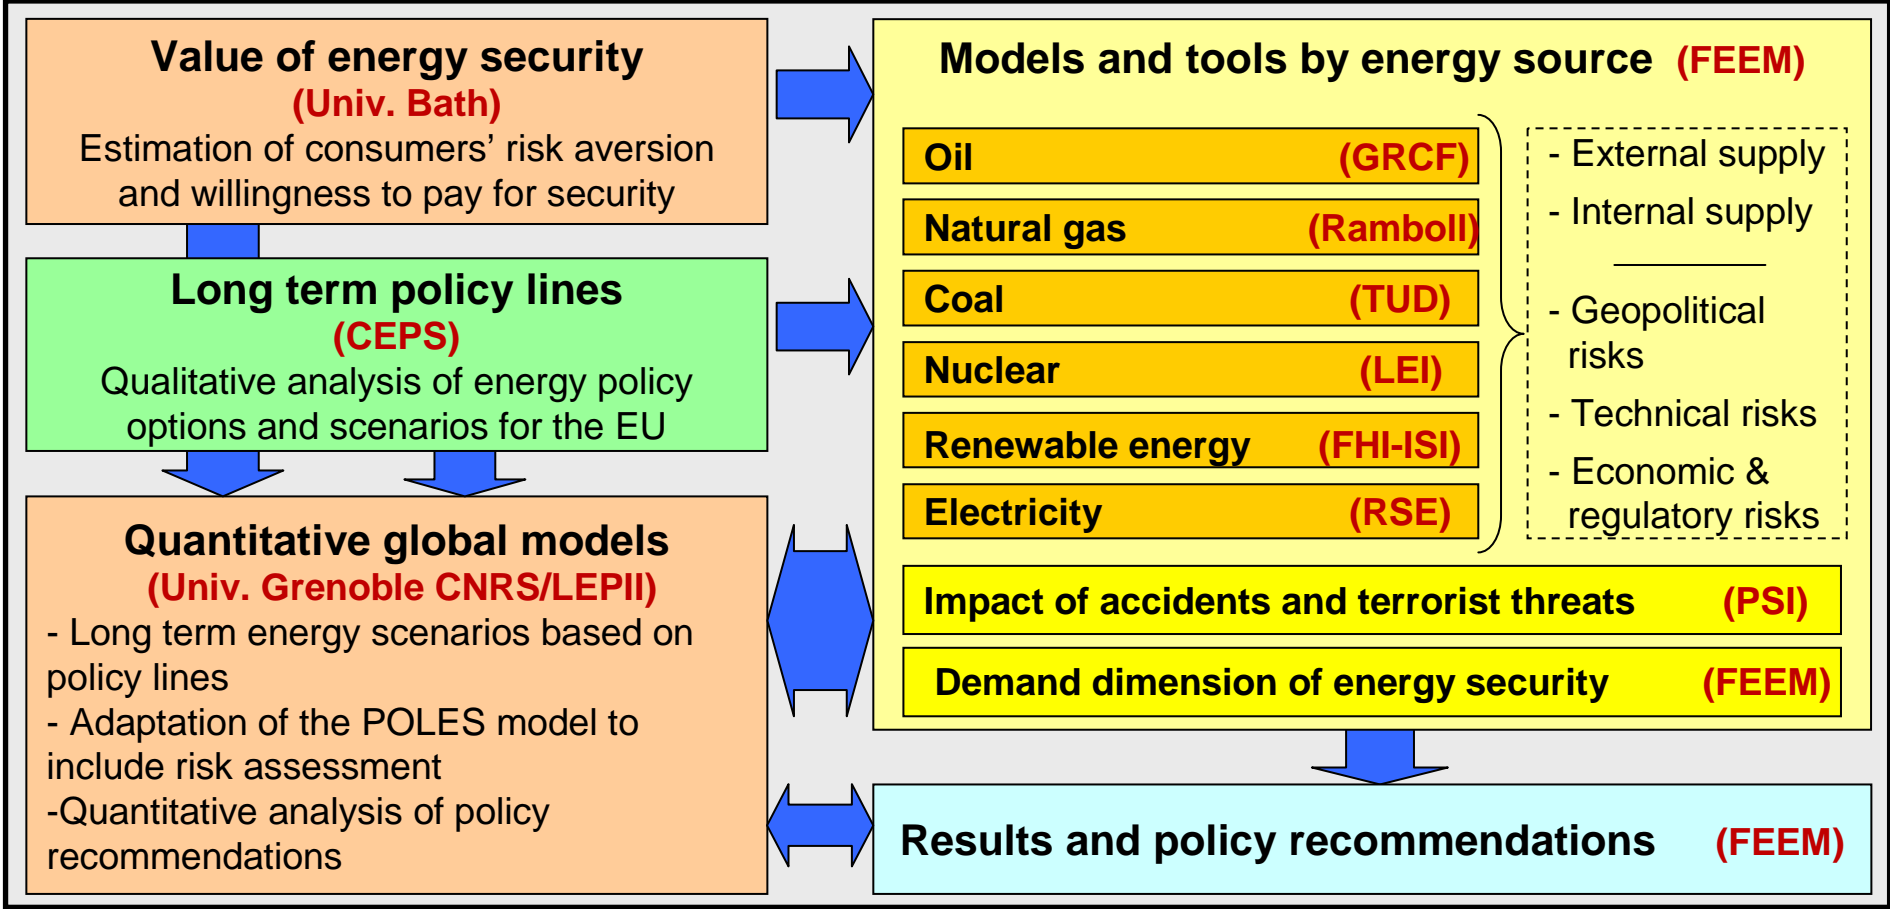 Value of energy security
(Univ. Bath)
Estimation of consumers’ risk aversion
and willingness to pay for security
Long term policy lines
(CEPS)
Qualitative analysis of energy policy
options and scenarios for the EU
Quantitative global models
(Univ. Grenoble CNRS/LEPII)
- Long term energy scenarios based on
policy lines
- Adaptation of the POLES model to
include risk assessment
-Quantitative analysis of policy
recommendations
Models and tools by energy source (FEEM)
Oil (GRCF)
Natural gas (Ramboll)
Coal (TUD)
Nuclear (LEI)
Renewable energy (FHI-ISI)
Electricity (RSE)
- External supply
- Internal supply
- Geopolitical
risks
- Technical risks
- Economic &
regulatory risks
Impact of accidents and terrorist threats (PSI)
Demand dimension of energy security (FEEM)
Results and policy recommendations (FEEM)